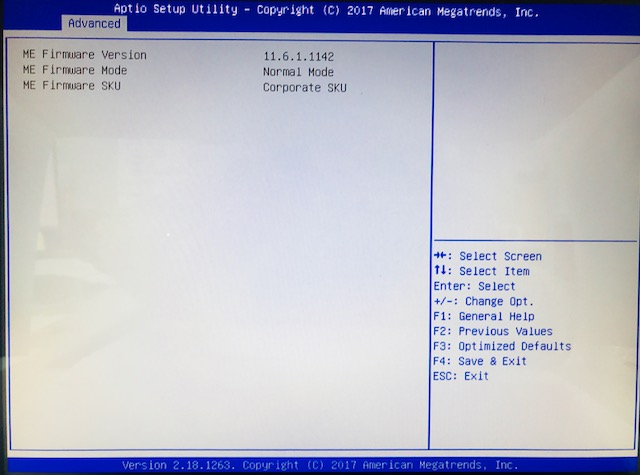 Aptio Setup Utility - Copyright (C) 2017 American Megatrends, Inc.
Advanced
ME Firmware Version 11.6.1.1142
ME Firmware Mode Normal Mode
ME Firmware SKU Corporate SKU
→←: Select Screen
↑↓: Select Item
Enter: Select
+/-: Change Opt.
F1: General Help
F2: Previous Values
F3: Optimized Defaults
F4: Save & Exit
ESC: Exit
Version 2.18.1263. Copyright (C) 2017 American Megatrends, Inc.